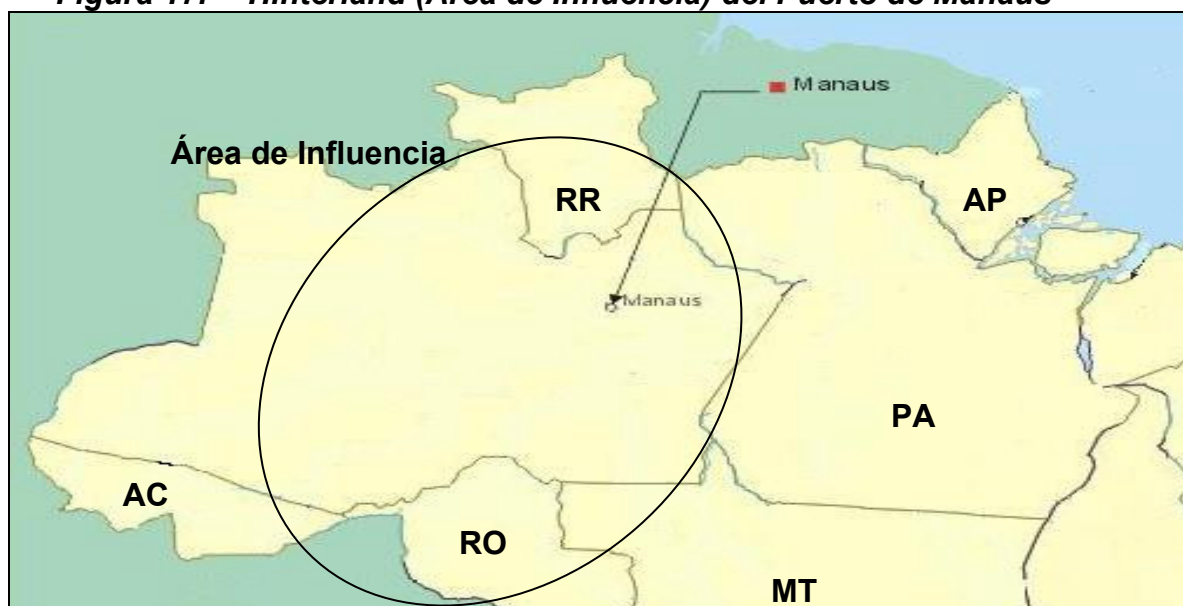 Figura – Hinterland (Área de Influencia) del Puerto de Manaus
Manaus
Área de Influencia
RR
AP
Manaus
PA
AC
RO
MT